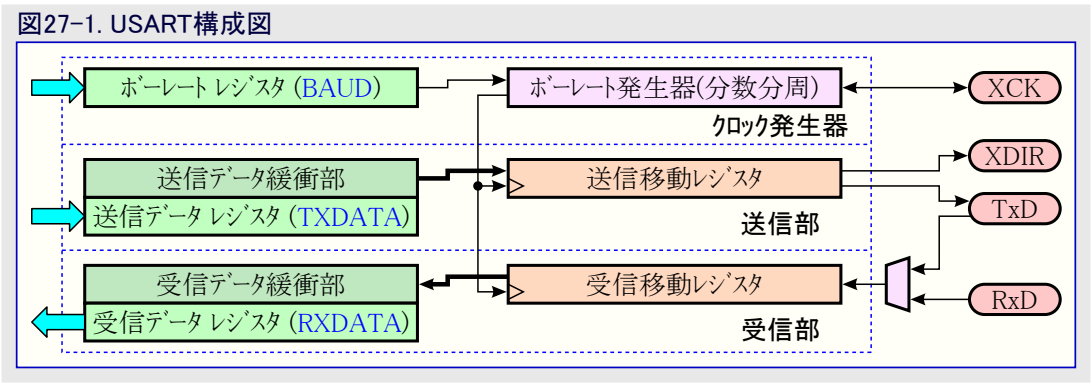 図27-1. USART構成図
ボーレート レジスタ (BAUD)
ボーレート発生器(分数分周)
XCK
クロック発生器
送信データ緩衝部
送信移動レジスタ
XDIR
送信データ レジスタ (TXDATA)
TxD
送信部
受信データ緩衝部
受信移動レジスタ
RxD
受信データ レジスタ (RXDATA)
受信部